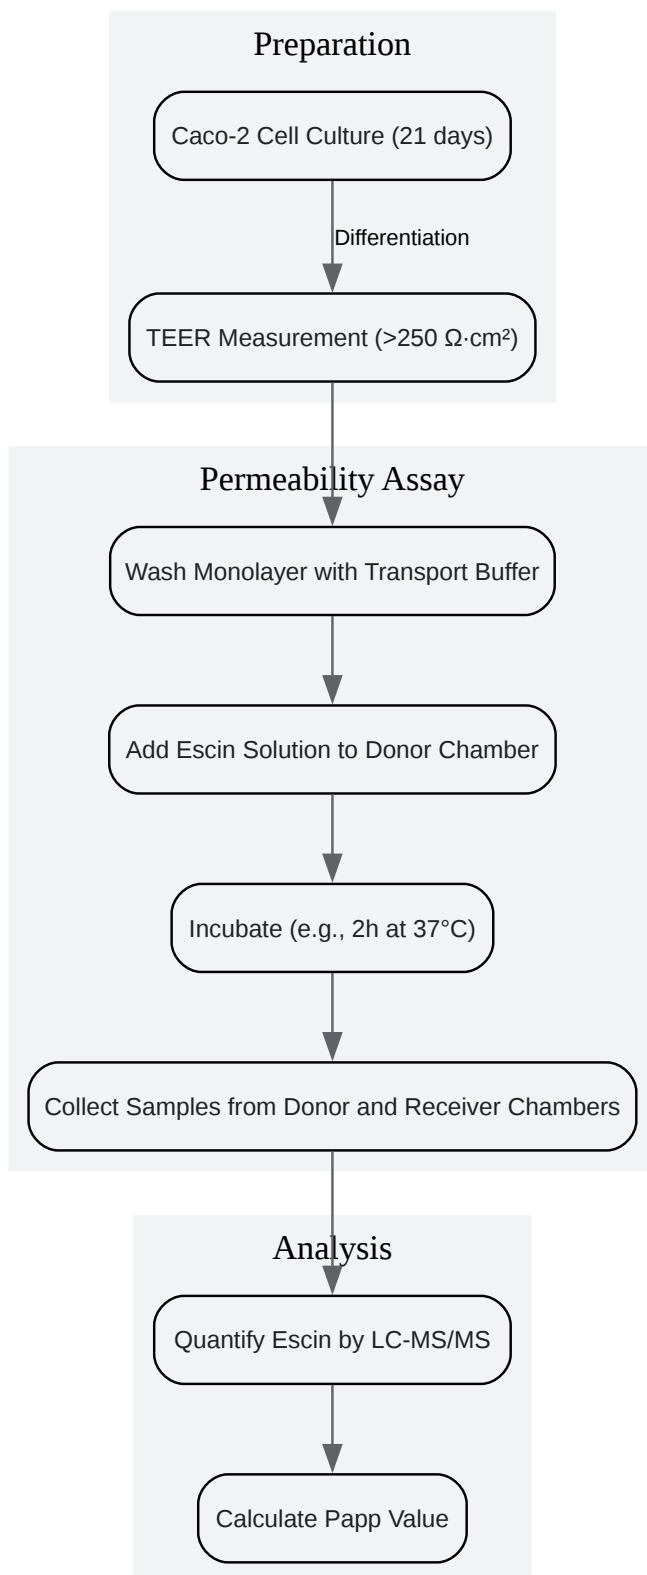 Preparation
Caco-2 Cell Culture (21 days)
Differentiation
TEER Measurement (>250 Ω·cm²)
Permeability Assay
Wash Monolayer with Transport Buffer
Add Escin Solution to Donor Chamber
Incubate (e.g., 2h at 37°C)
Collect Samples from Donor and Receiver Chambers
Analysis
Quantify Escin by LC-MS/MS
Calculate Papp Value